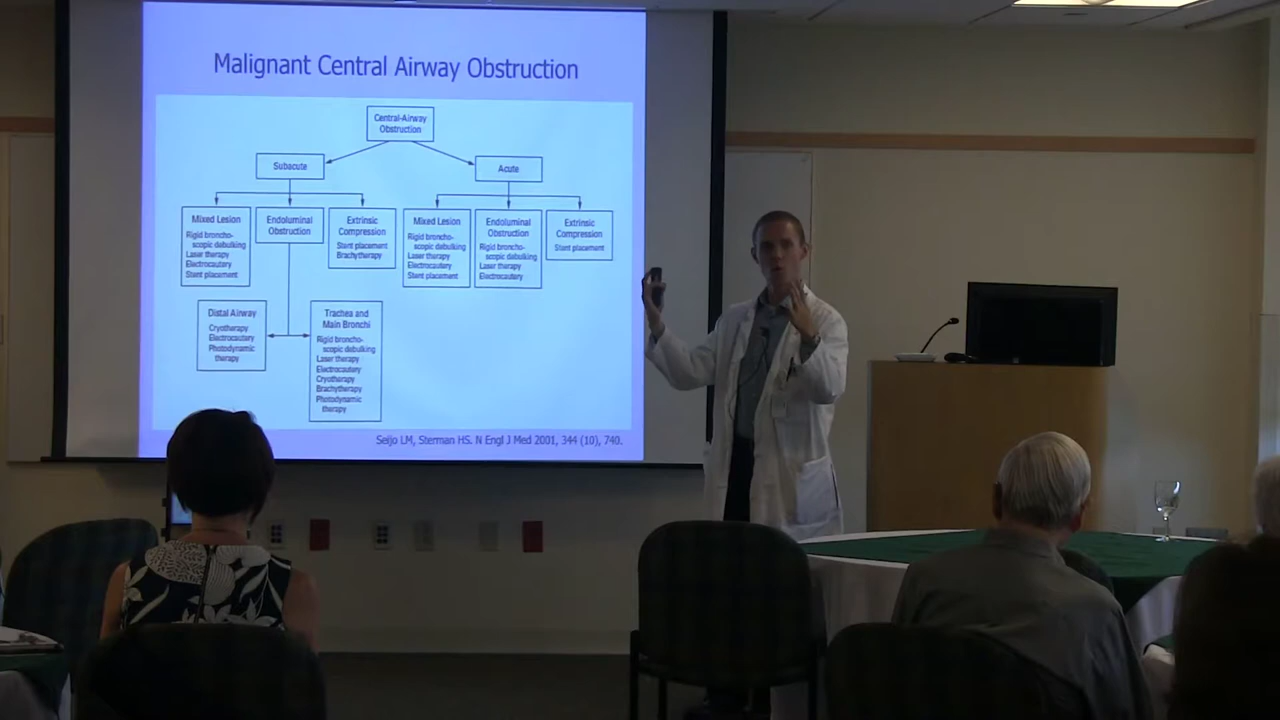 Malignant Central Airway Obstruction
Central-Airway
Obstruction
Subacute
Acute
Mixed Lesion
Rigid broncho-
scopic debulking
Laser therapy
Electrocautery
Stent placement
Endoluminal
Obstruction
Extrinsic
Compression
Stent placement
Brachytherapy
Mixed Lesion
Rigid broncho-
scopic debulking
Laser therapy
Electrocautery
Stent placement
Endoluminal
Obstruction
Rigid broncho-
scopic debulking
Laser therapy
Electrocautery
Extrinsic
Compression
Stent placement
Distal Airway
Cryotherapy
Electrocautery
Photodynamic
therapy
Trachea and
Main Bronchi
Rigid broncho-
scopic debulking
Laser therapy
Electrocautery
Cryotherapy
Brachytherapy
Photodynamic
therapy
Seijo LM, Sterman HS. N Engl J Med 2001, 344 (10), 740.